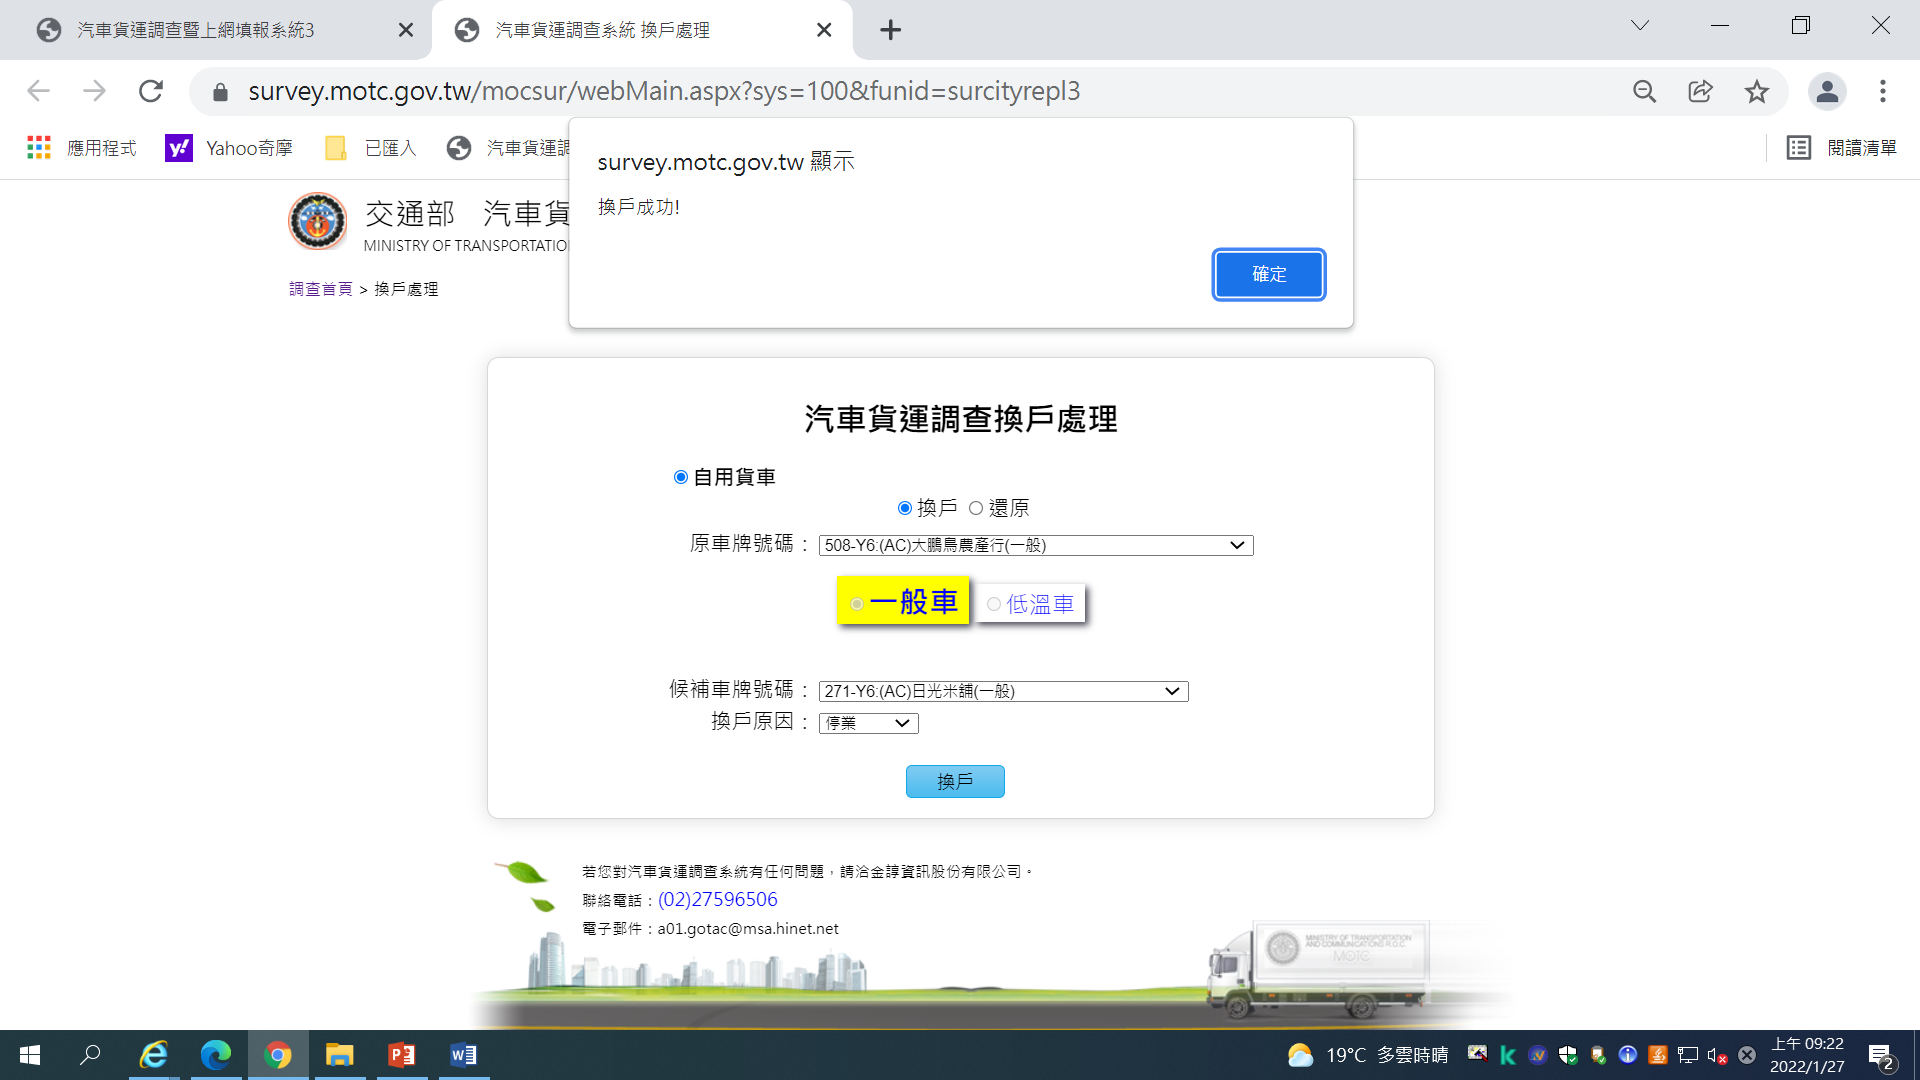 汽車貨運調查暨上網填報系統3
汽車貨運調查系統 換戶處理
survey.motc.gov.tw/mocsur/webMain.aspx?sys=100&funid=surcityrepl3
應用程式
Yahoo奇摩
已匯入
汽車貨運調
閱讀清單
survey.motc.gov.tw 顯示
換戶成功!
確定
交通部 汽車貨
MINISTRY OF TRANSPORTATIO
調查首頁 > 換戶處理
汽車貨運調查換戶處理
自用貨車
換戶 還原
原車牌號碼： 508-Y6:(AC)大鵬鳥農產行(一般)
一般車 低溫車
候補車牌號碼： 271-Y6:(AC)日光米舖(一般)
換戶原因： 停業
換戶
若您對汽車貨運調查系統有任何問題，請洽金諄資訊股份有限公司。
聯絡電話：(02)27596506
電子郵件：a01.gotac@msa.hinet.net
MINISTRY OF TRANSPORTATION
AND COMMUNICATIONS R.O.C.
MOTC
19°C 多雲時晴
上午 09:22
2022/1/27
2